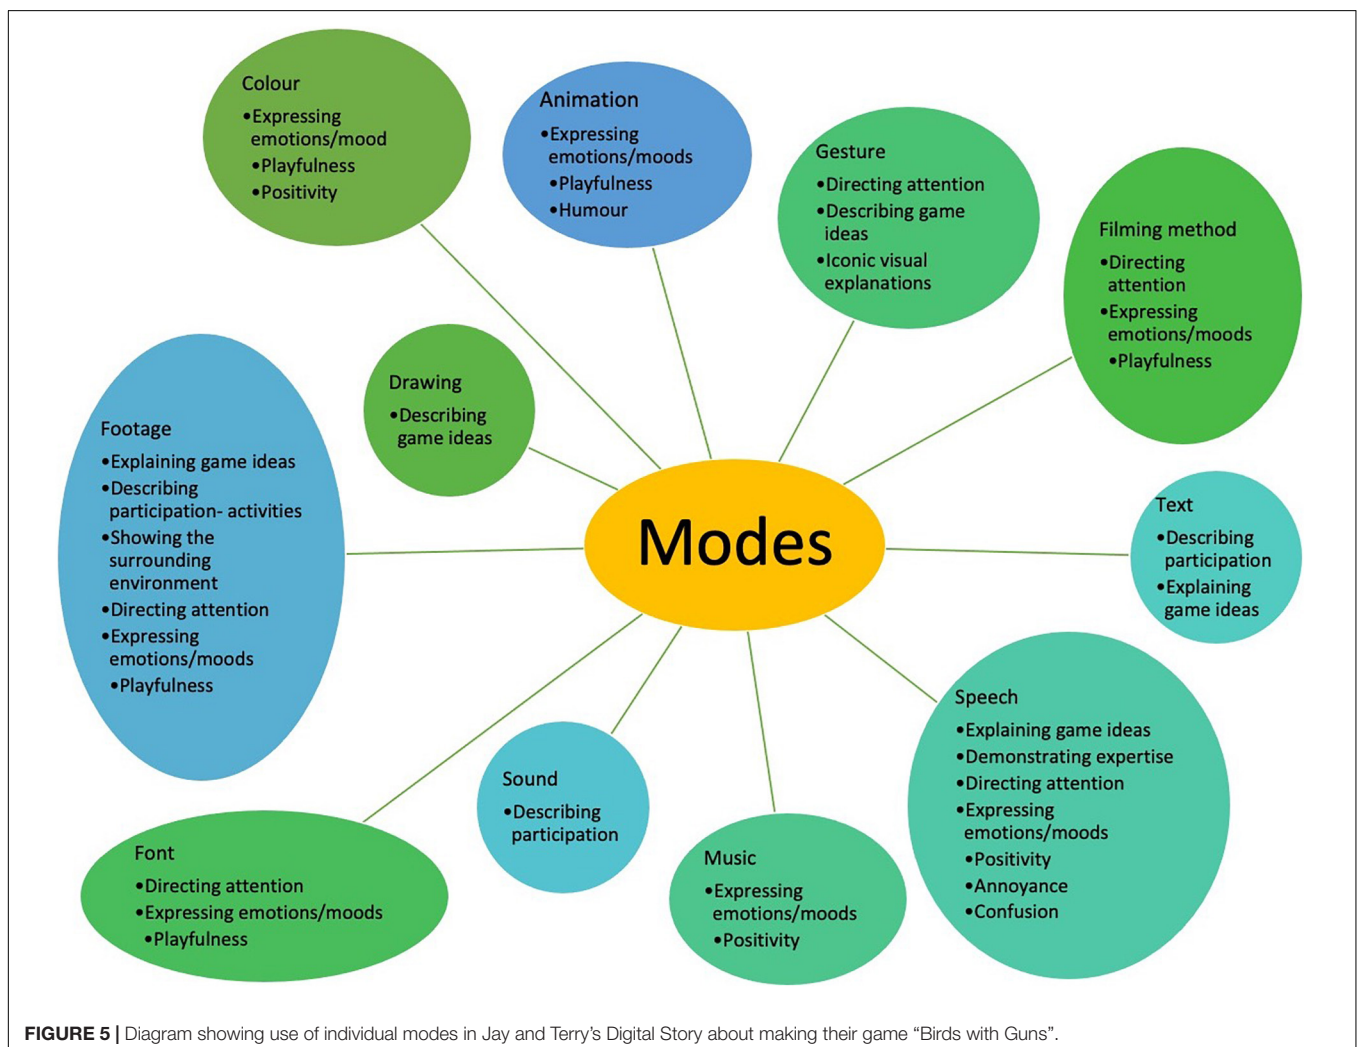 Colour
•Expressing
emotions/mood
•Playfulness
•Positivity
Animation
•Expressing
emotions/moods
•Playfulness
•Humour
Gesture
•Directing attention
•Describing game
ideas
•Iconic visual
explanations
Filming method
•Directing
attention
•Expressing
emotions/moods
•Playfulness
Drawing
•Describing
game ideas
Footage
•Explaining game ideas
•Describing
participation- activities
•Showing the
surrounding
environment
•Directing attention
•Expressing
emotions/moods
•Playfulness
Modes
Text
•Describing
participation
•Explaining
game ideas
Speech
•Explaining game ideas
•Demonstrating expertise
•Directing attention
•Expressing
emotions/moods
•Positivity
•Annoyance
•Confusion
Sound
•Describing
participation
Music
•Expressing
emotions/moods
•Positivity
Font
•Directing attention
•Expressing emotions/moods
•Playfulness
FIGURE 5 | Diagram showing use of individual modes in Jay and Terry’s Digital Story about making their game “Birds with Guns”.